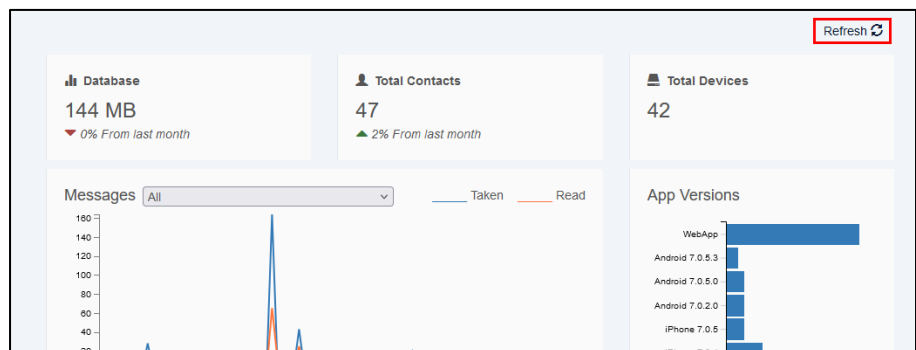 Refresh
Database
144 MB
0% From last month
Total Contacts
47
2% From last month
Total Devices
42
Messages All
Taken Read
160
140
120
100
80
60
40
App Versions
WebApp
Android 7.0.5.3
Android 7.0.5.0
Android 7.0.2.0
iPhone 7.0.5